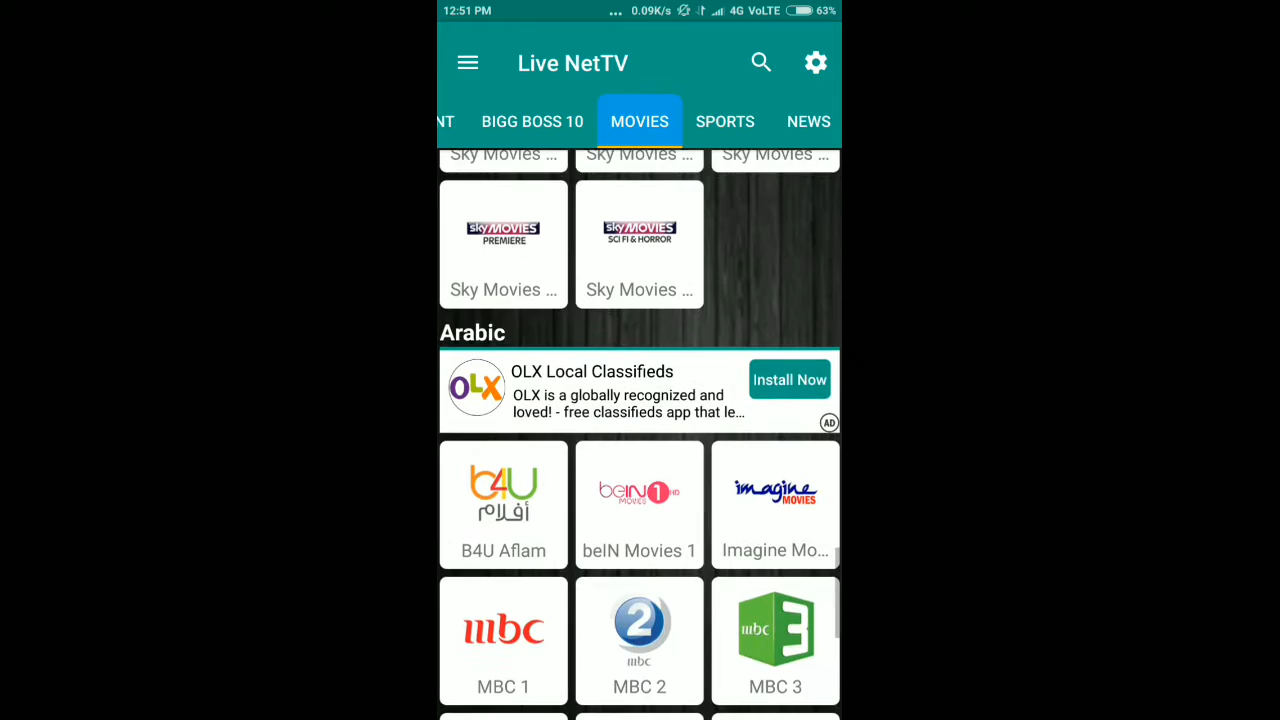 12:51 PM
... 0.09K/s 4G VoLTE 63%
Live NetTV
NT BIGG BOSS 10 MOVIES SPORTS NEWS
Sky Movies ... Sky Movies ... Sky Movies ...
sky MOVIES
PREMIERE
sky MOVIES
SCI FI & HORROR
Sky Movies ... Sky Movies ...
Arabic
OLX
OLX Local Classifieds
OLX is a globally recognized and
loved! - free classifieds app that le...
Install Now
AD
b4U
أفلام
beIN 1 HD
MOVIES
imagine
MOVIES
B4U Aflam beIN Movies 1 Imagine Mo...
mbc
2
mbc
mbc 3
MBC 1 MBC 2 MBC 3